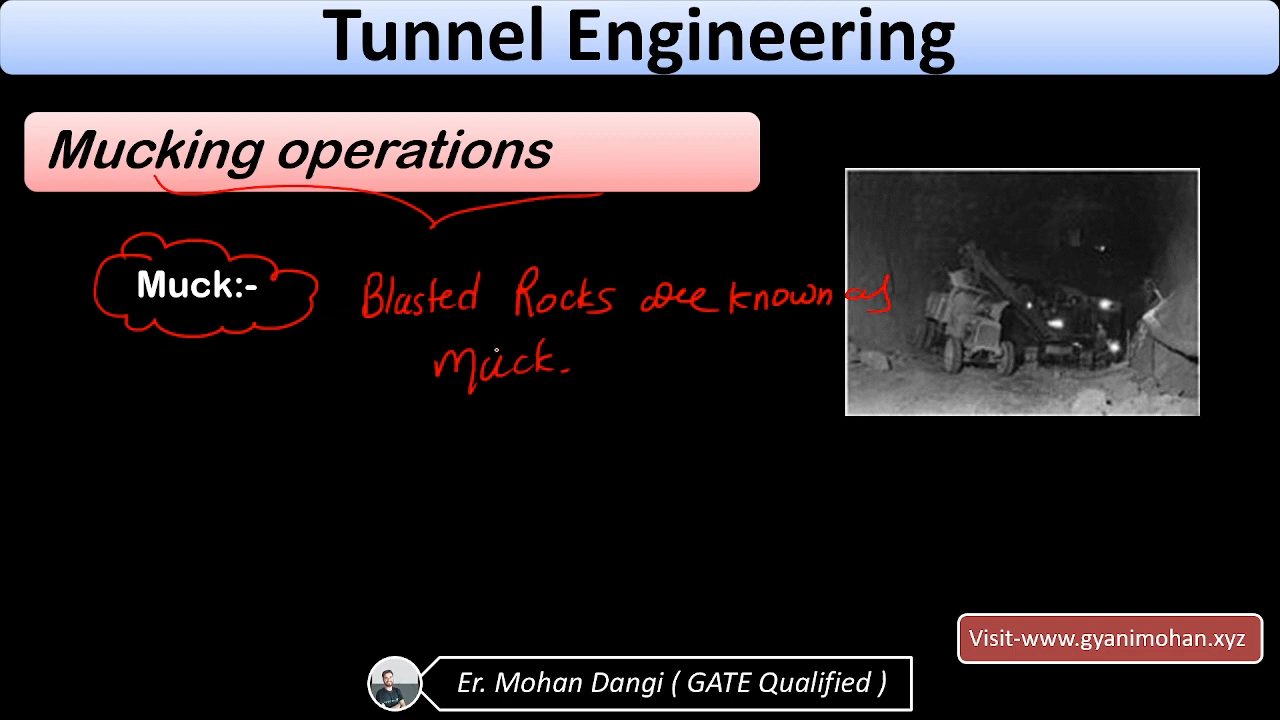 Tunnel Engineering
Mucking operations
Muck:- Blasted Rocks are known as
Muck.
Visit-www.gyanimohan.xyz
Er. Mohan Dangi ( GATE Qualified )